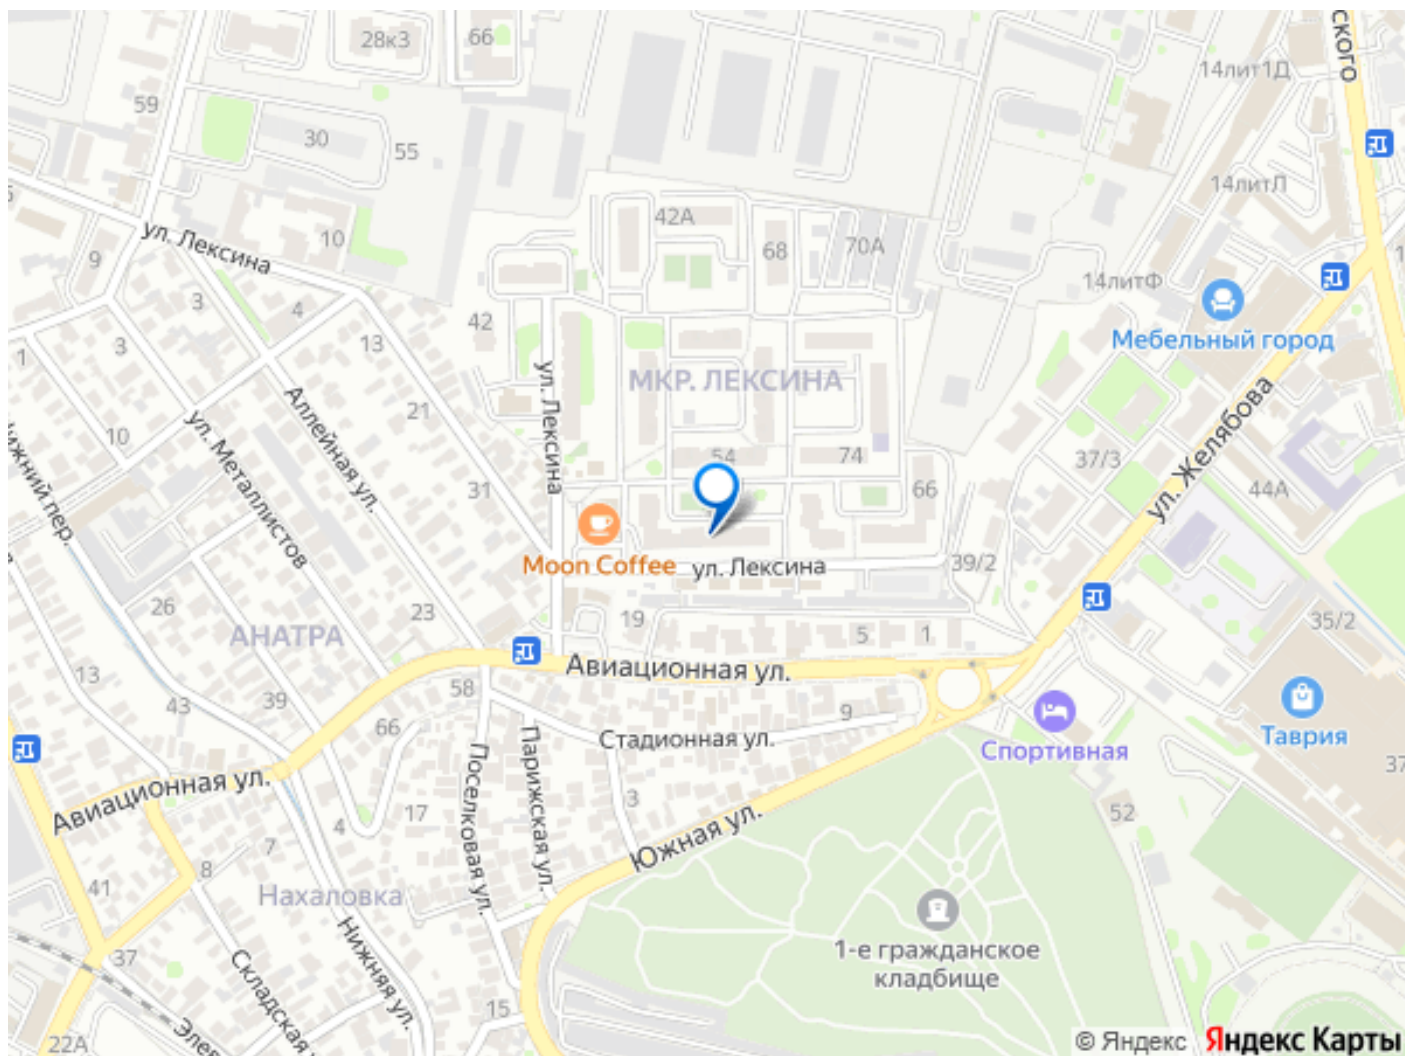 28к3
66
ского
14лит1Д
59
30
55
14литЛ
42А
ул. Лексина
10
68
70А
9
3
4
14литФ
42
13
Мебельный город
1
3
ул. Лексина
МКР. ЛЕКСИНА
Аллейная ул.
21
ул. Желябова
10
ул. Металлистов
54
74
37/3
Нижний пер.
31
66
44А
Moon Coffee
ул. Лексина
39/2
26
23
19
5
1
35/2
АНАТРА
Авиационная ул.
13
58
39
43
66
9
Стадионная ул.
Спортивная
Таврия
37
Парижская ул.
Поселковая ул.
Авиационная ул.
3
17
4
52
Южная ул.
7
8
41
Нахаловка
1-е гражданское
кладбище
37
Нижняя ул.
Складская
15
Элев
22А
© Яндекс Яндекс Карты